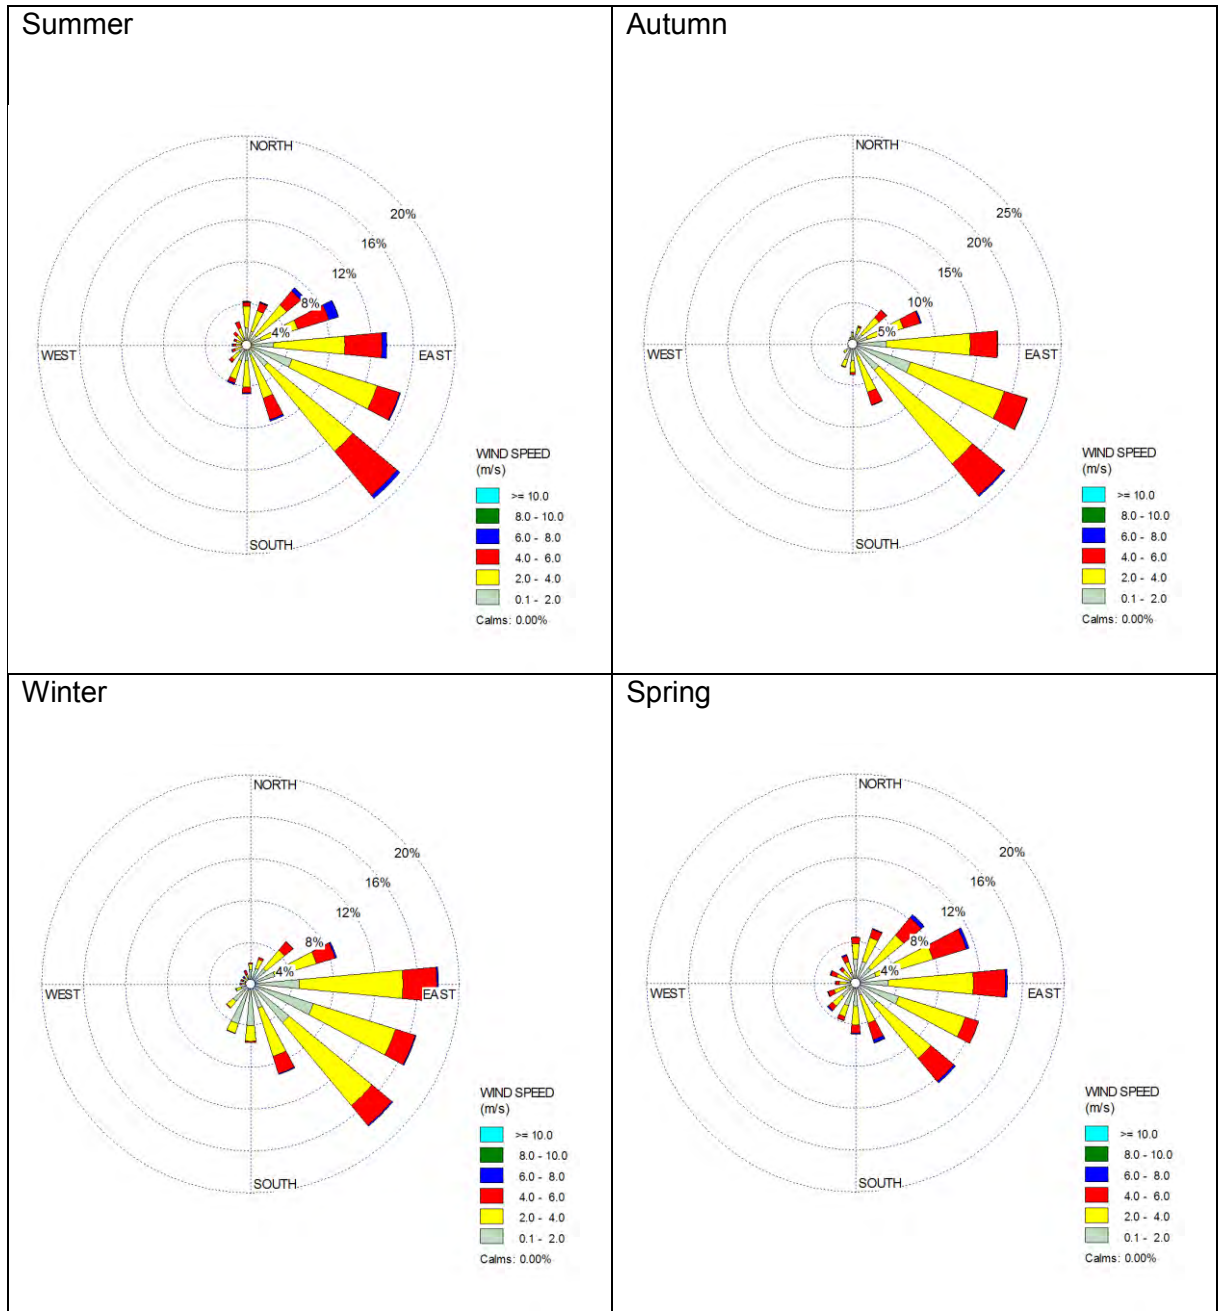 Summer
NORTH
20%
16%
12%
8%
4%
WEST
EAST
SOUTH
WIND SPEED
(m/s)
>= 10.0
8.0 - 10.0
6.0 - 8.0
4.0 - 6.0
2.0 - 4.0
0.1 - 2.0
Calms: 0.00%
Autumn
NORTH
25%
20%
15%
10%
5%
WEST
EAST
SOUTH
WIND SPEED
(m/s)
>= 10.0
8.0 - 10.0
6.0 - 8.0
4.0 - 6.0
2.0 - 4.0
0.1 - 2.0
Calms: 0.00%
Winter
NORTH
20%
16%
12%
8%
4%
WEST
EAST
SOUTH
WIND SPEED
(m/s)
>= 10.0
8.0 - 10.0
6.0 - 8.0
4.0 - 6.0
2.0 - 4.0
0.1 - 2.0
Calms: 0.00%
Spring
NORTH
20%
16%
12%
8%
4%
WEST
EAST
SOUTH
WIND SPEED
(m/s)
>= 10.0
8.0 - 10.0
6.0 - 8.0
4.0 - 6.0
2.0 - 4.0
0.1 - 2.0
Calms: 0.00%